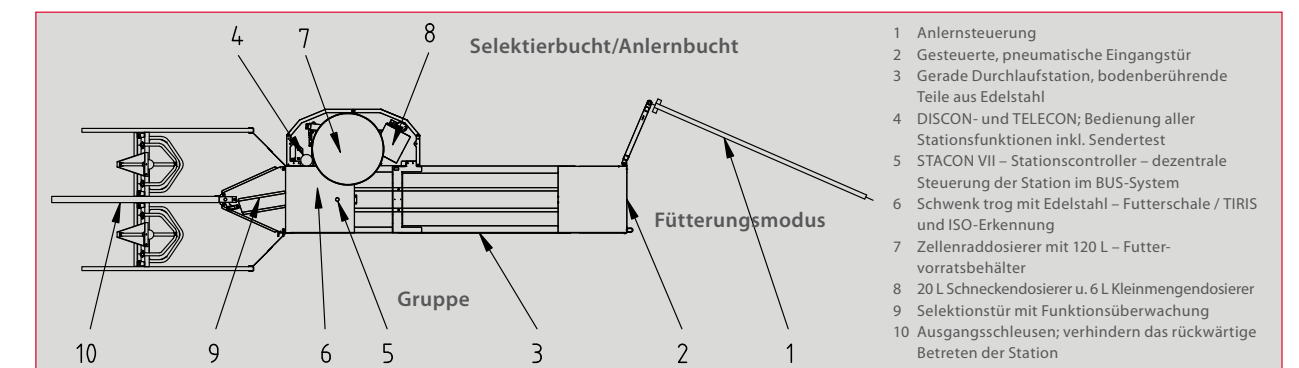 4
7
8
Selektierbucht/Anlernbucht
Fütterungsmodus
Gruppe
10
9
6
5
3
2
1
1 Anlernsteuerung
2 Gesteuerte, pneumatische Eingangstür
3 Gerade Durchlaufstation, bodenberührende
Teile aus Edelstahl
4 DISCON- und TELECON; Bedienung aller
Stationsfunktionen inkl. Sendertest
5 STACON VII – Stationscontroller – dezentrale
Steuerung der Station im BUS-System
6 Schwenk trog mit Edelstahl – Futterschale / TIRIS
und ISO-Erkennung
7 Zellenraddosierer mit 120 L – Futter-
vorratsbehälter
8 20 L Schneckendosierer u. 6 L Kleinmengendosierer
9 Selektionstür mit Funktionsüberwachung
10 Ausgangsschleusen; verhindern das rückwärtige
Betreten der Station